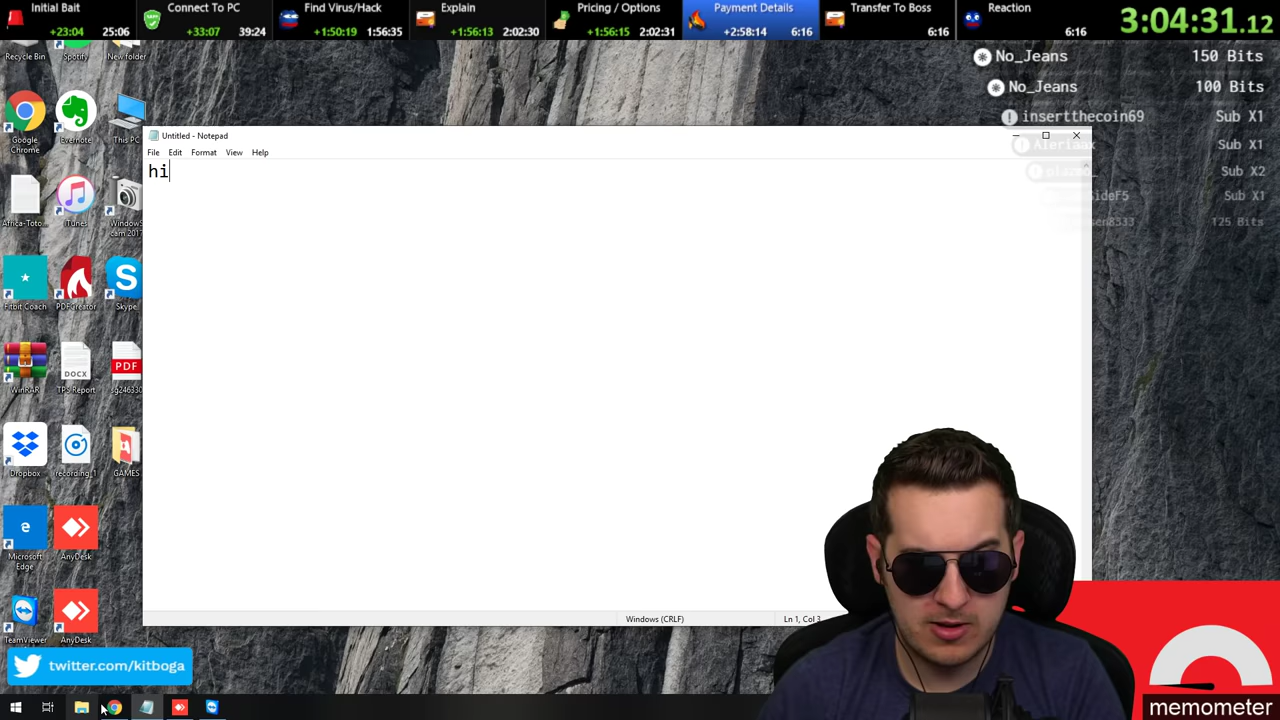 Initial Bait
+23:04 25:06
Connect To PC
+33:07 39:24
Find Virus/Hack
+1:50:19 1:56:35
Explain
+1:56:13 2:02:30
Pricing / Options
+1:56:15 2:02:31
Payment Details
+2:58:14 6:16
Transfer To Boss
6:16
Reaction
6:16
3:04:31.12
No_Jeans 150 Bits
No_Jeans 100 Bits
insertthecoin69 Sub X1
Sub X1
Sub X2
Sub X1
125 Bits
Recycle Bin
Spotify
New folder
Google Chrome
Evernote
This PC
Africa-Toto...
iTunes
Fitbit Coach
PDFCreator
Skype
WinRAR
DOCX
TPS Report
PDF
Dropbox
recording_1
GAMES
Microsoft Edge
AnyDesk
TeamViewer
AnyDesk
Untitled - Notepad
File Edit Format View Help
hi
Windows (CRLF)
Ln 1, Col 3
twitter.com/kitboga
memometer